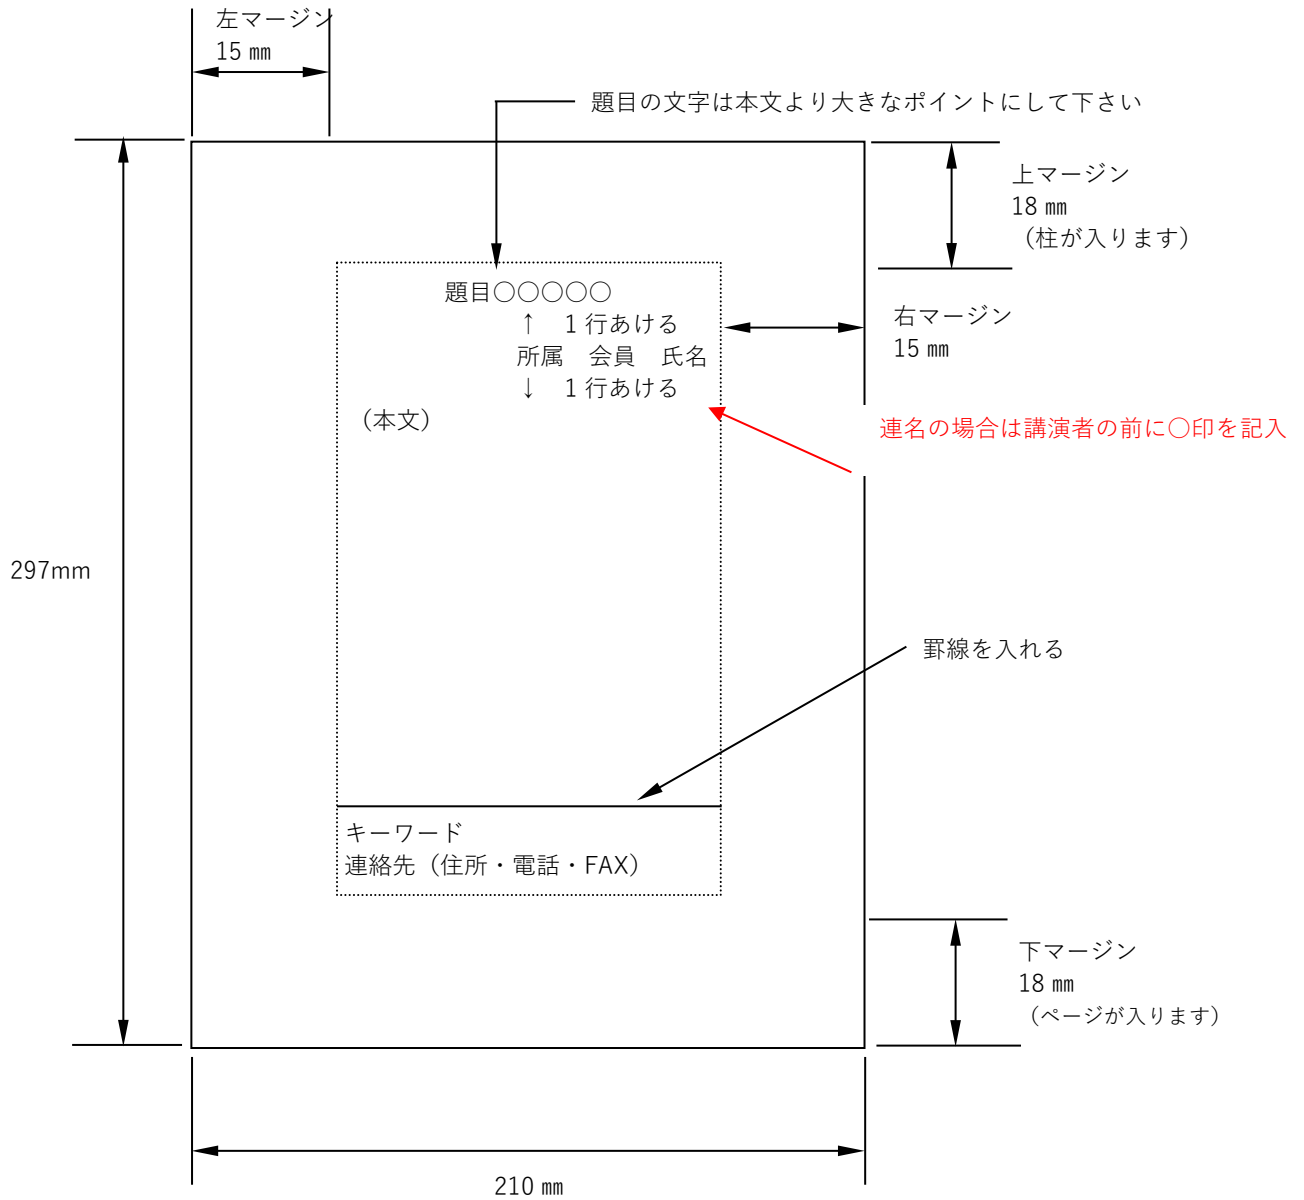 左マージン
15 ㎜
題目の文字は本文より大きなポイントにして下さい
上マージン
18 ㎜
（柱が入ります）
題目○○○○○
↑　1 行あける
所属　会員　氏名
↓　1 行あける
（本文）
右マージン
15 ㎜
連名の場合は講演者の前に○印を記入
297mm
罫線を入れる
キーワード
連絡先（住所・電話・FAX）
下マージン
18 ㎜
（ページが入ります）
210 ㎜